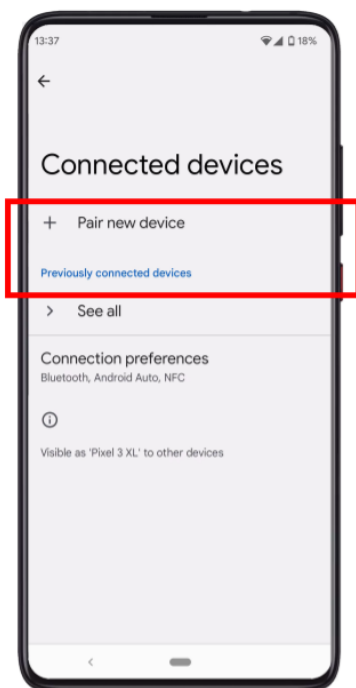 13:37 18%
Connected devices
+ Pair new device
Previously connected devices
> See all
Connection preferences
Bluetooth, Android Auto, NFC
Visible as 'Pixel 3 XL' to other devices